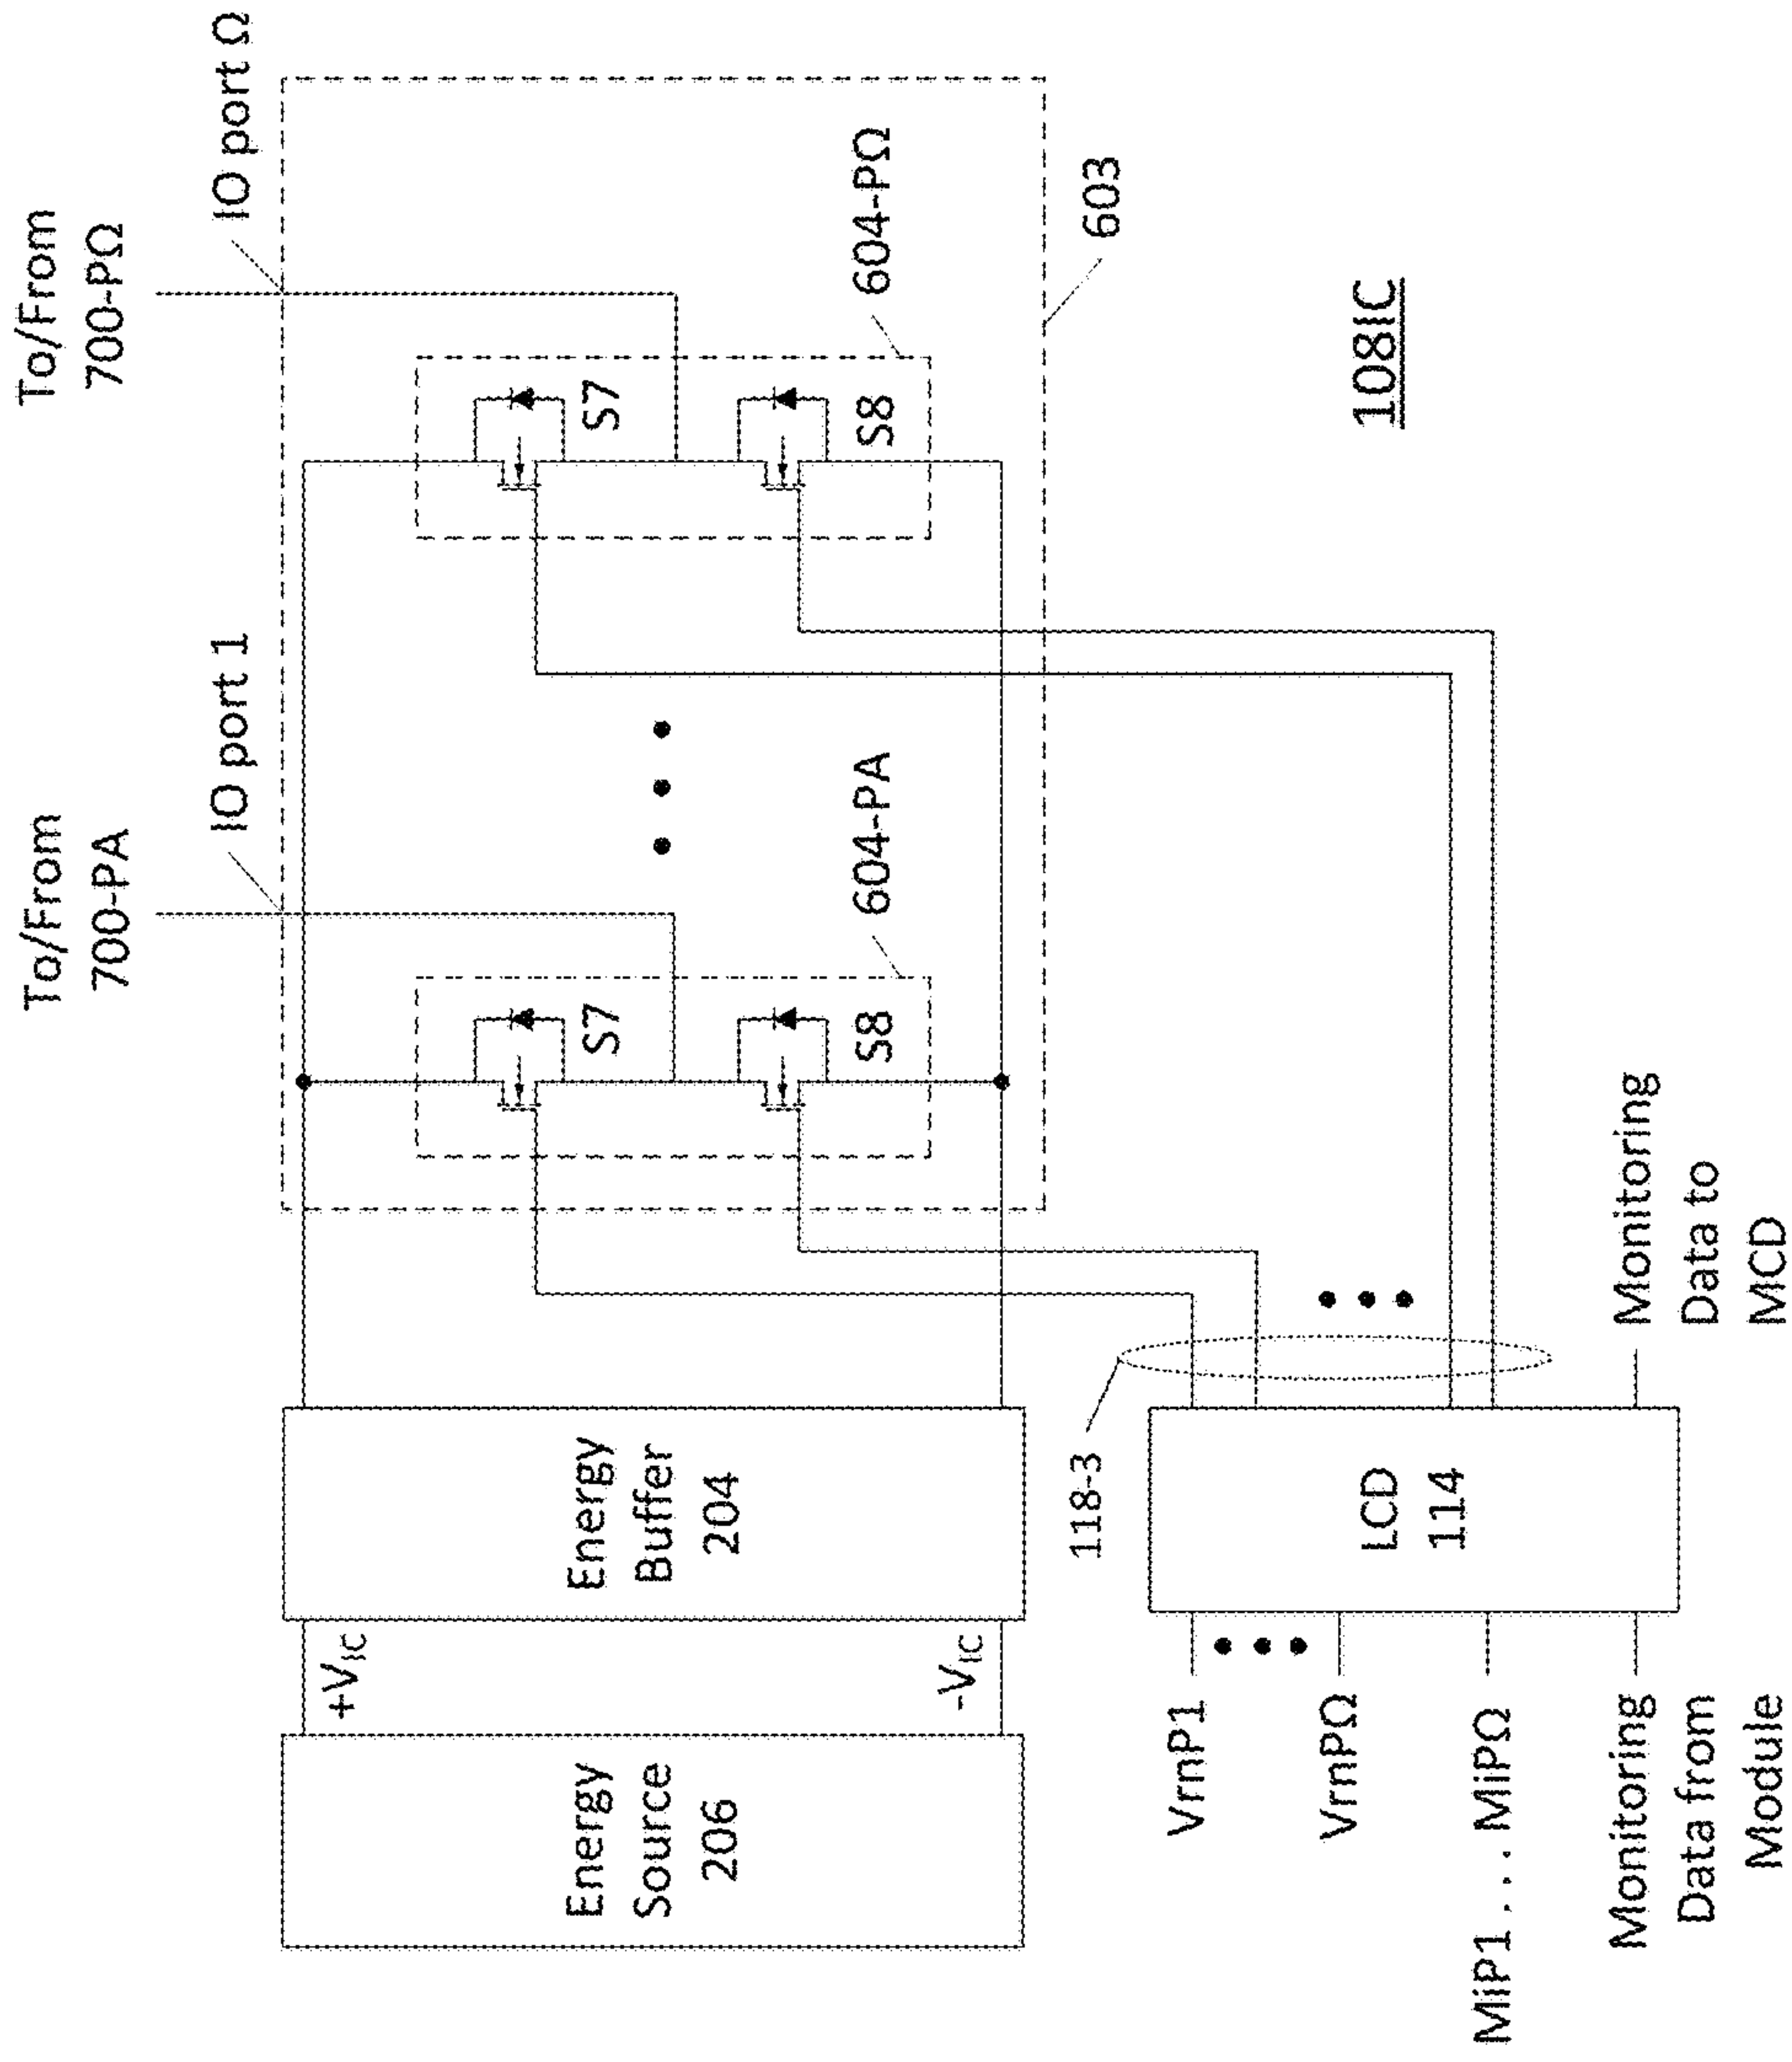 To/From
700-PA
To/From
700-PΩ
IO port 1
IO port Ω
Energy
Source
206
+VIC
-VIC
Energy
Buffer
204
S7
S8
604-PA
S7
S8
604-PΩ
603
118-3
108IC
VrnP1
VrnPΩ
MiP1 . . . MiPΩ
Monitoring
Data from
Module
LCD
114
Monitoring
Data to
MCD